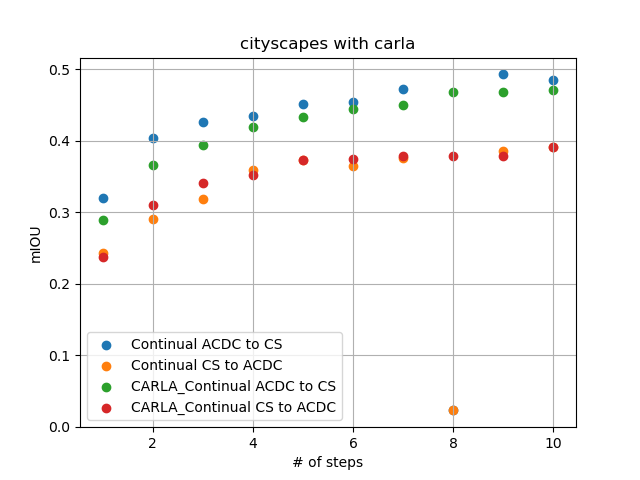 cityscapes with carla
mIOU
0.5
0.4
0.3
0.2
0.1
0.0
Continual ACDC to CS
Continual CS to ACDC
CARLA_Continual ACDC to CS
CARLA_Continual CS to ACDC
2 4 6 8 10
# of steps